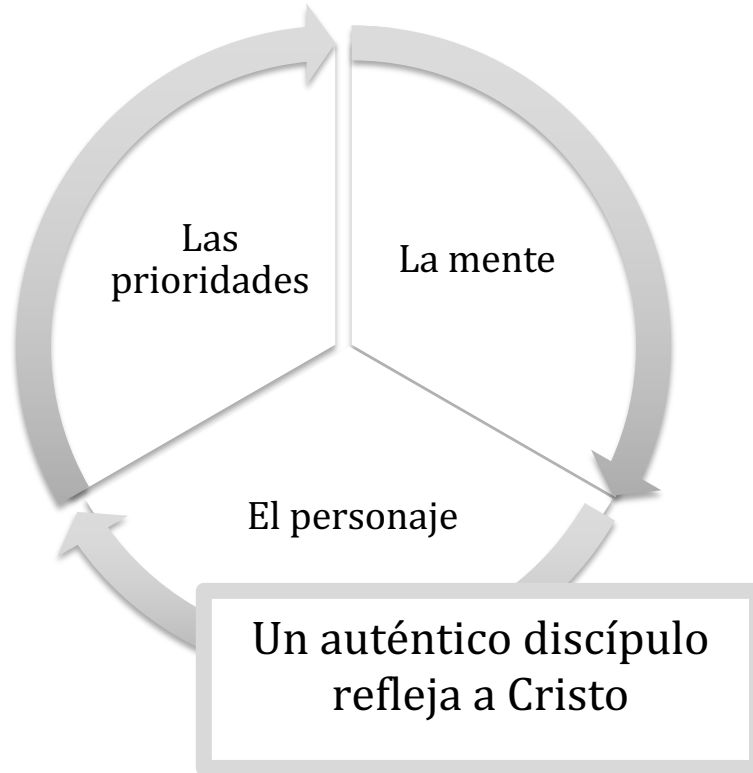 Las
prioridades
La mente
El personaje
Un auténtico discípulo
refleja a Cristo